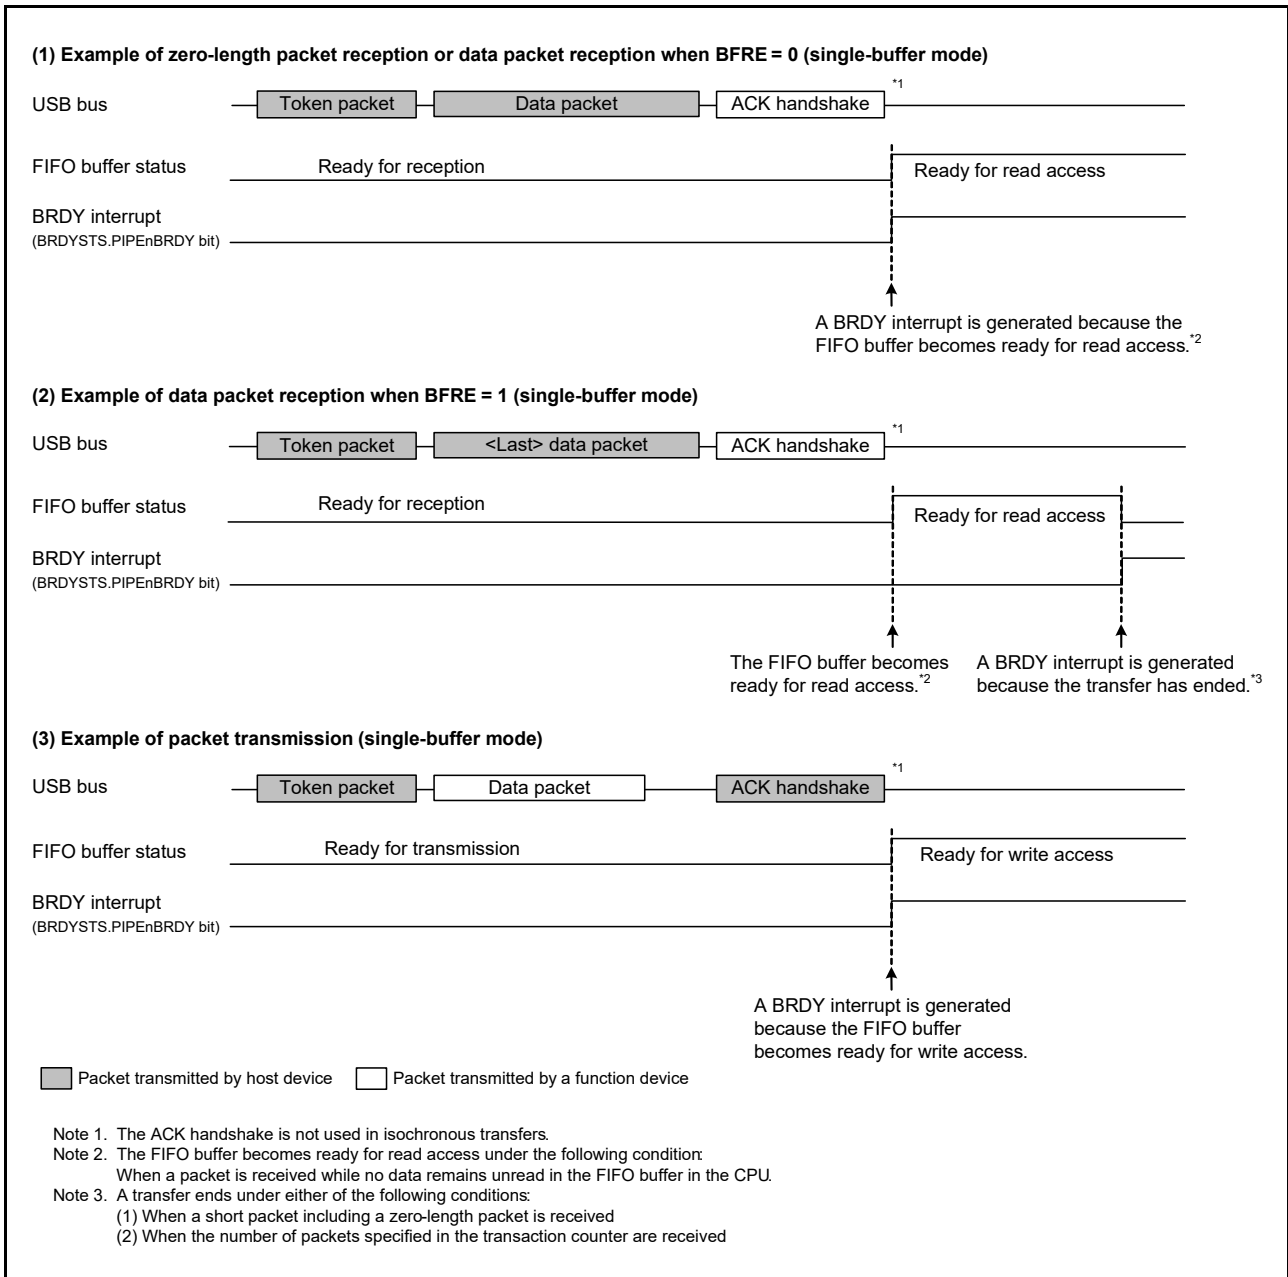 (1) Example of zero-length packet reception or data packet reception when BFRE = 0 (single-buffer mode)
USB bus
Token packet
Data packet
ACK handshake
*1
FIFO buffer status
Ready for reception
Ready for read access
BRDY interrupt
(BRDYSTS.PIPEnBRDY bit)
A BRDY interrupt is generated because the
FIFO buffer becomes ready for read access.*2
(2) Example of data packet reception when BFRE = 1 (single-buffer mode)
USB bus
Token packet
<Last> data packet
ACK handshake
*1
FIFO buffer status
Ready for reception
Ready for read access
BRDY interrupt
(BRDYSTS.PIPEnBRDY bit)
The FIFO buffer becomes
ready for read access.*2
A BRDY interrupt is generated
because the transfer has ended.*3
(3) Example of packet transmission (single-buffer mode)
USB bus
Token packet
Data packet
ACK handshake
*1
FIFO buffer status
Ready for transmission
Ready for write access
BRDY interrupt
(BRDYSTS.PIPEnBRDY bit)
A BRDY interrupt is generated
because the FIFO buffer
becomes ready for write access.
Packet transmitted by host device
Packet transmitted by a function device
Note 1. The ACK handshake is not used in isochronous transfers.
Note 2. The FIFO buffer becomes ready for read access under the following condition:
When a packet is received while no data remains unread in the FIFO buffer in the CPU.
Note 3. A transfer ends under either of the following conditions:
(1) When a short packet including a zero-length packet is received
(2) When the number of packets specified in the transaction counter are received